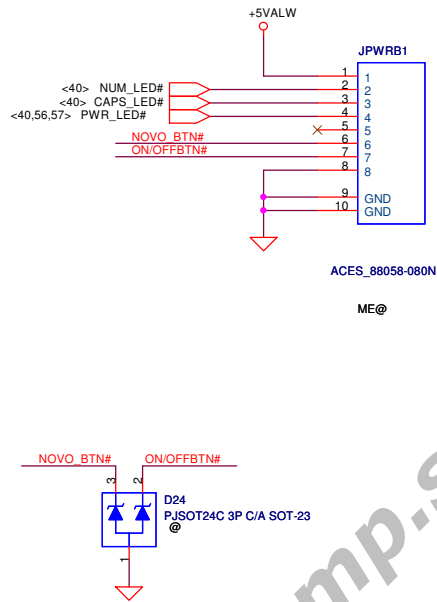 +5VALW
JPWRB1
1 1
<40> NUM_LED# 2 2
<40> CAPS_LED# 3 3
<40,56,57> PWR_LED# 4 4
5 5
NOVO_BTN# 6 6
ON/OFFBTN# 7 7
8 8
9 GND
10 GND
ACES_88058-080N
ME@
NOVO_BTN# ON/OFFBTN#
3 2
D24
PJSOT24C 3P C/A SOT-23
@
1
mp.s